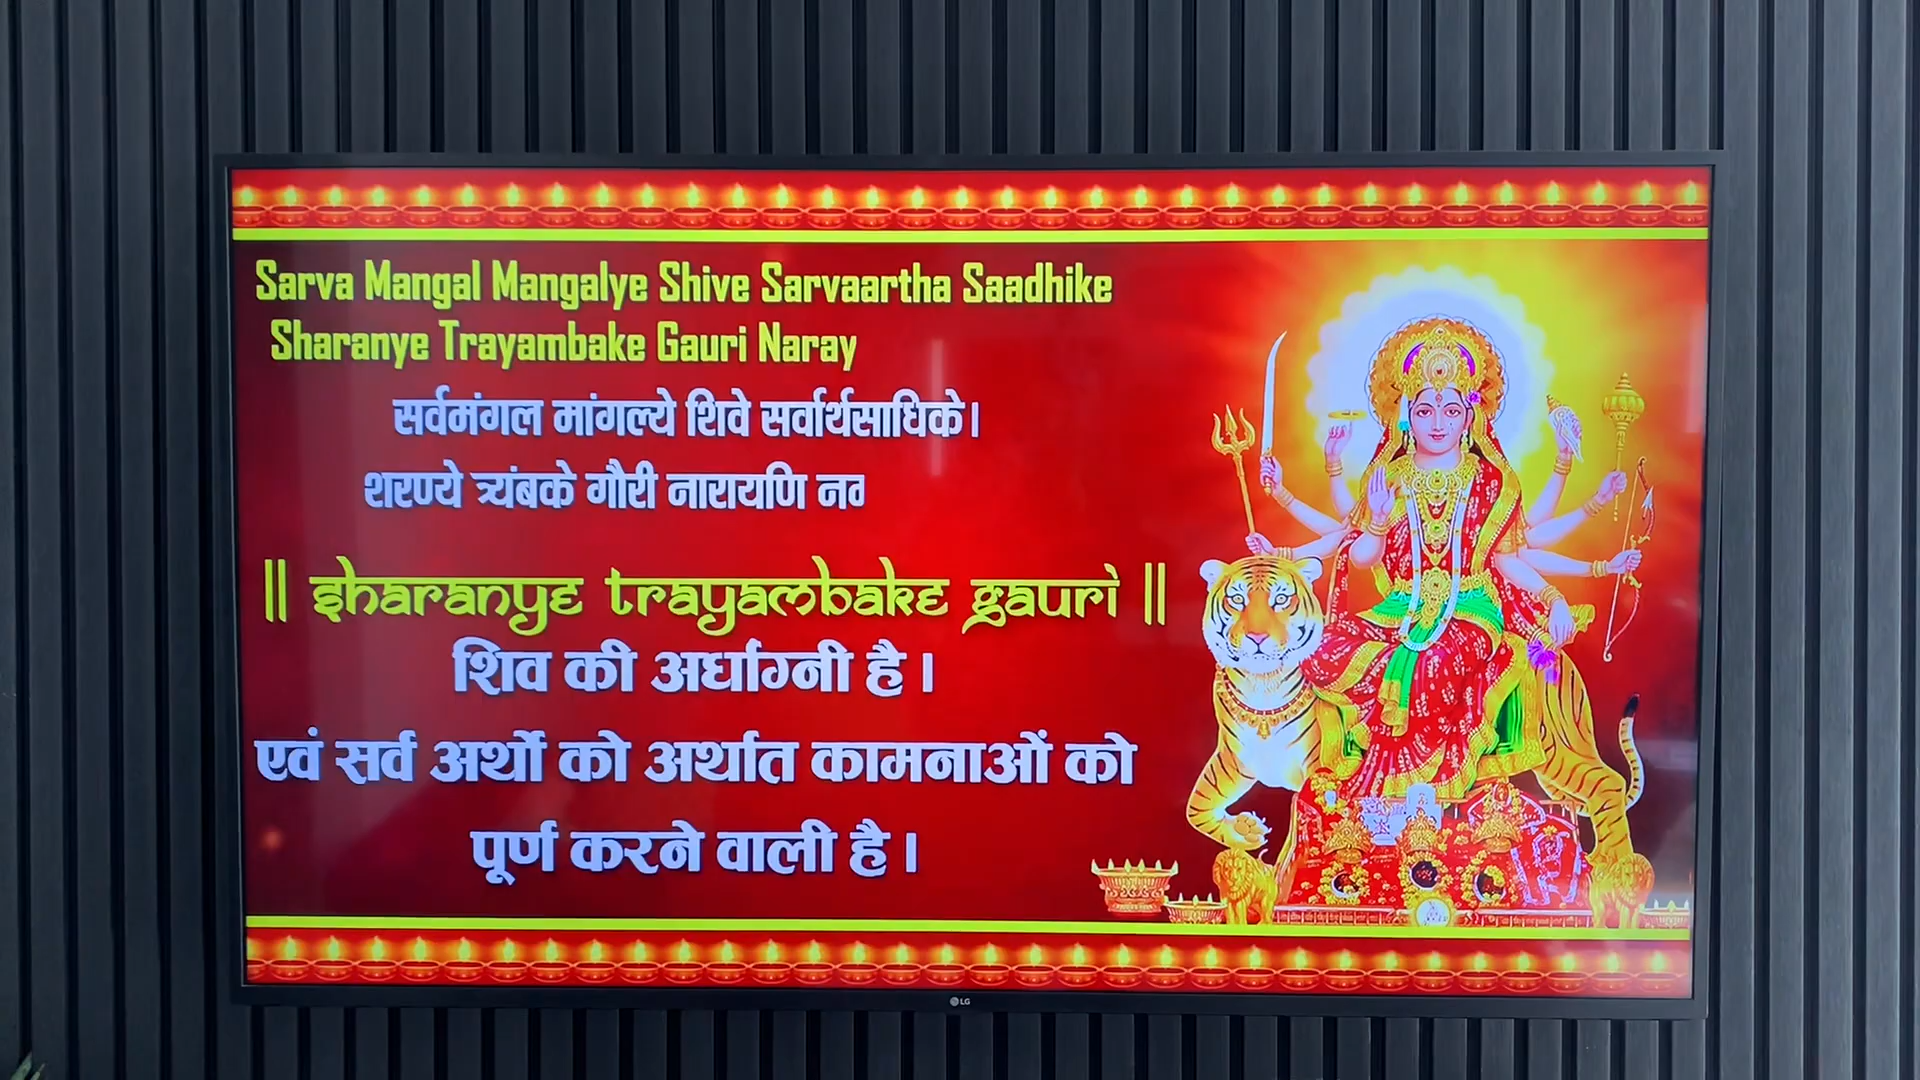 Sarva Mangal Mangalye Shive Sarvaartha Saadhike
Sharanye Trayambake Gauri Naray
सर्वमंगल मांगल्ये शिवे सर्वार्थसाधिके।
शरण्ये त्र्यंबके गौरी नारायणि
|| sharanye trayambake gauri ||
शिव की अर्धाग्नी है।
एवं सर्व अर्थो को अर्थात कामनाओं को
पूर्ण करने वाली है।
LG